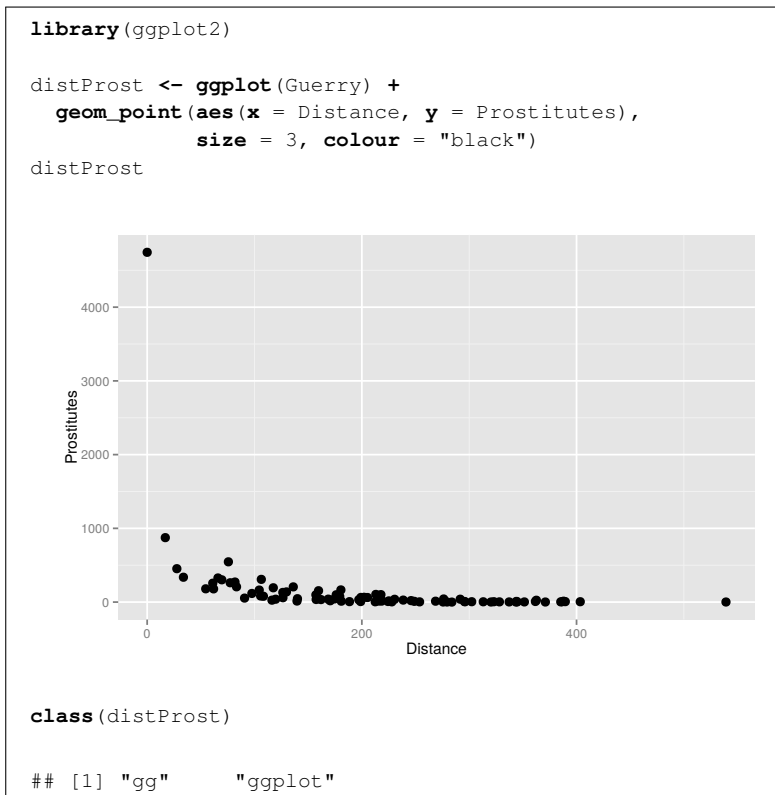 library(ggplot2)
distProst <- ggplot(Guerry) +
geom_point(aes(x = Distance, y = Prostitutes),
size = 3, colour = "black")
distProst
4000
3000
2000
1000
0
Prostitutes
0 200 400
Distance
class(distProst)
## [1] "gg" "ggplot"